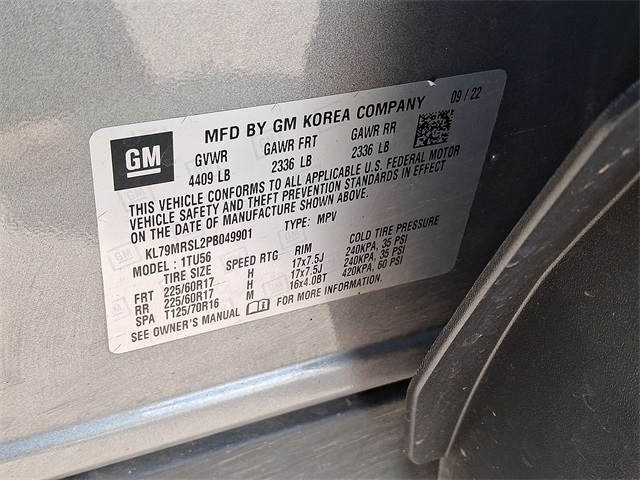 MFD BY GM KOREA COMPANY 09 / 22
GM
GVWR GAWR FRT GAWR RR
4409 LB 2336 LB 2336 LB
THIS VEHICLE CONFORMS TO ALL APPLICABLE U.S. FEDERAL MOTOR
VEHICLE SAFETY AND THEFT PREVENTION STANDARDS IN EFFECT
ON THE DATE OF MANUFACTURE SHOWN ABOVE.
KL79MRSL2PB049901 TYPE: MPV
MODEL : 1TU56
TIRE SIZE SPEED RTG RIM COLD TIRE PRESSURE
FRT 225/60R17 H 17x7.5J 240KPA, 35 PSI
RR 225/60R17 H 17x7.5J 240KPA, 35 PSI
SPA T125/70R16 M 16x4.0BT 420KPA, 60 PSI
SEE OWNER'S MANUAL FOR MORE INFORMATION.